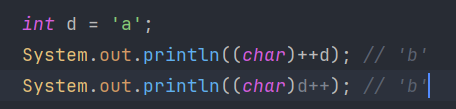 int d = 'a';
System.out.println((char)++d); // 'b'
System.out.println((char)d++); // 'b'